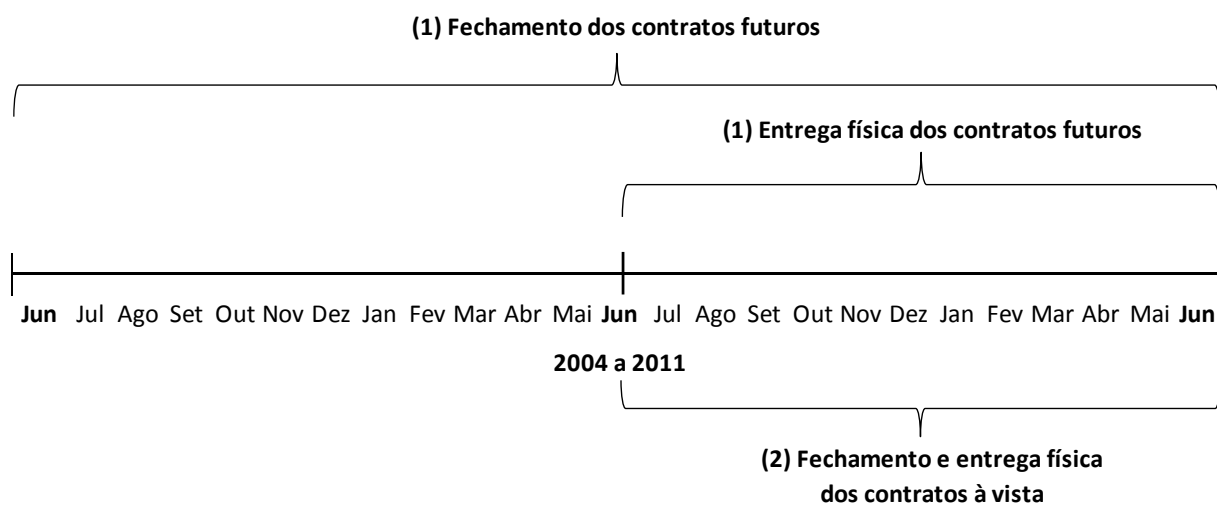 (1) Fechamento dos contratos futuros
(1) Entrega física dos contratos futuros
Jun Jul Ago Set Out Nov Dez Jan Fev Mar Abr Mai Jun Jul Ago Set Out Nov Dez Jan Fev Mar Abr Mai Jun
2004 a 2011
(2) Fechamento e entrega física
dos contratos à vista